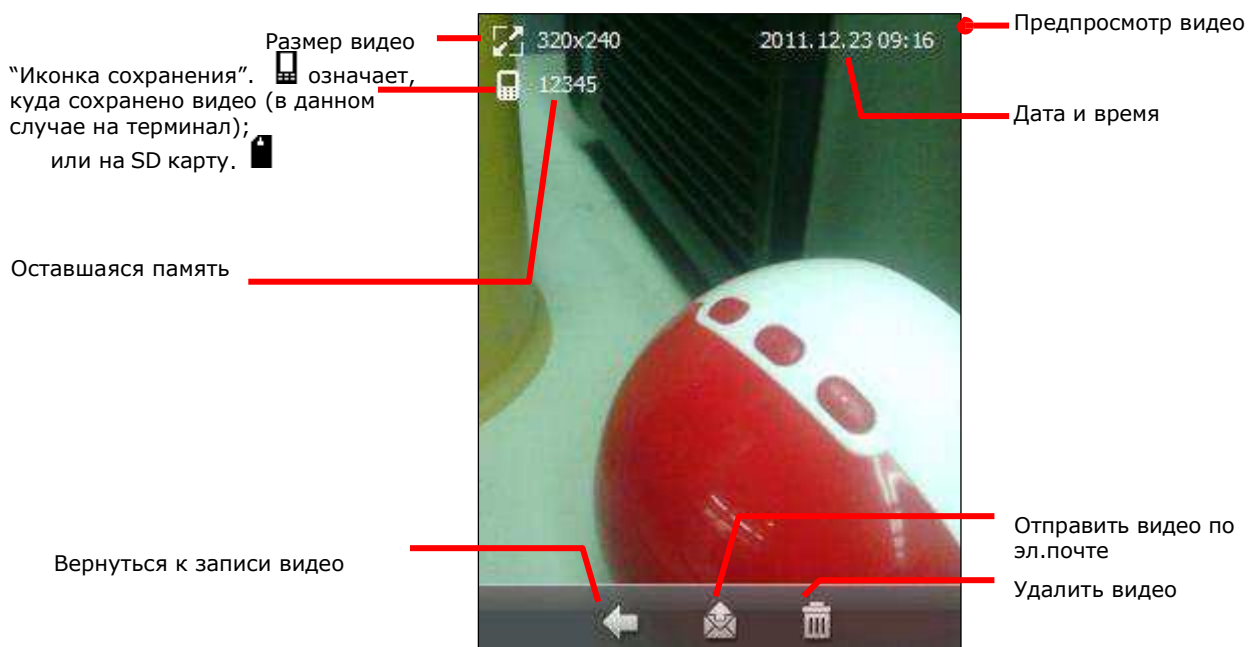 Размер видео
“Иконка сохранения”. означает,
куда сохранено видео (в данном
случае на терминал);
или на SD карту.
Оставшаяся память
Вернуться к записи видео
320x240
2011.12.23 09:16
12345
Предпросмотр видео
Дата и время
Отправить видео по
эл.почте
Удалить видео